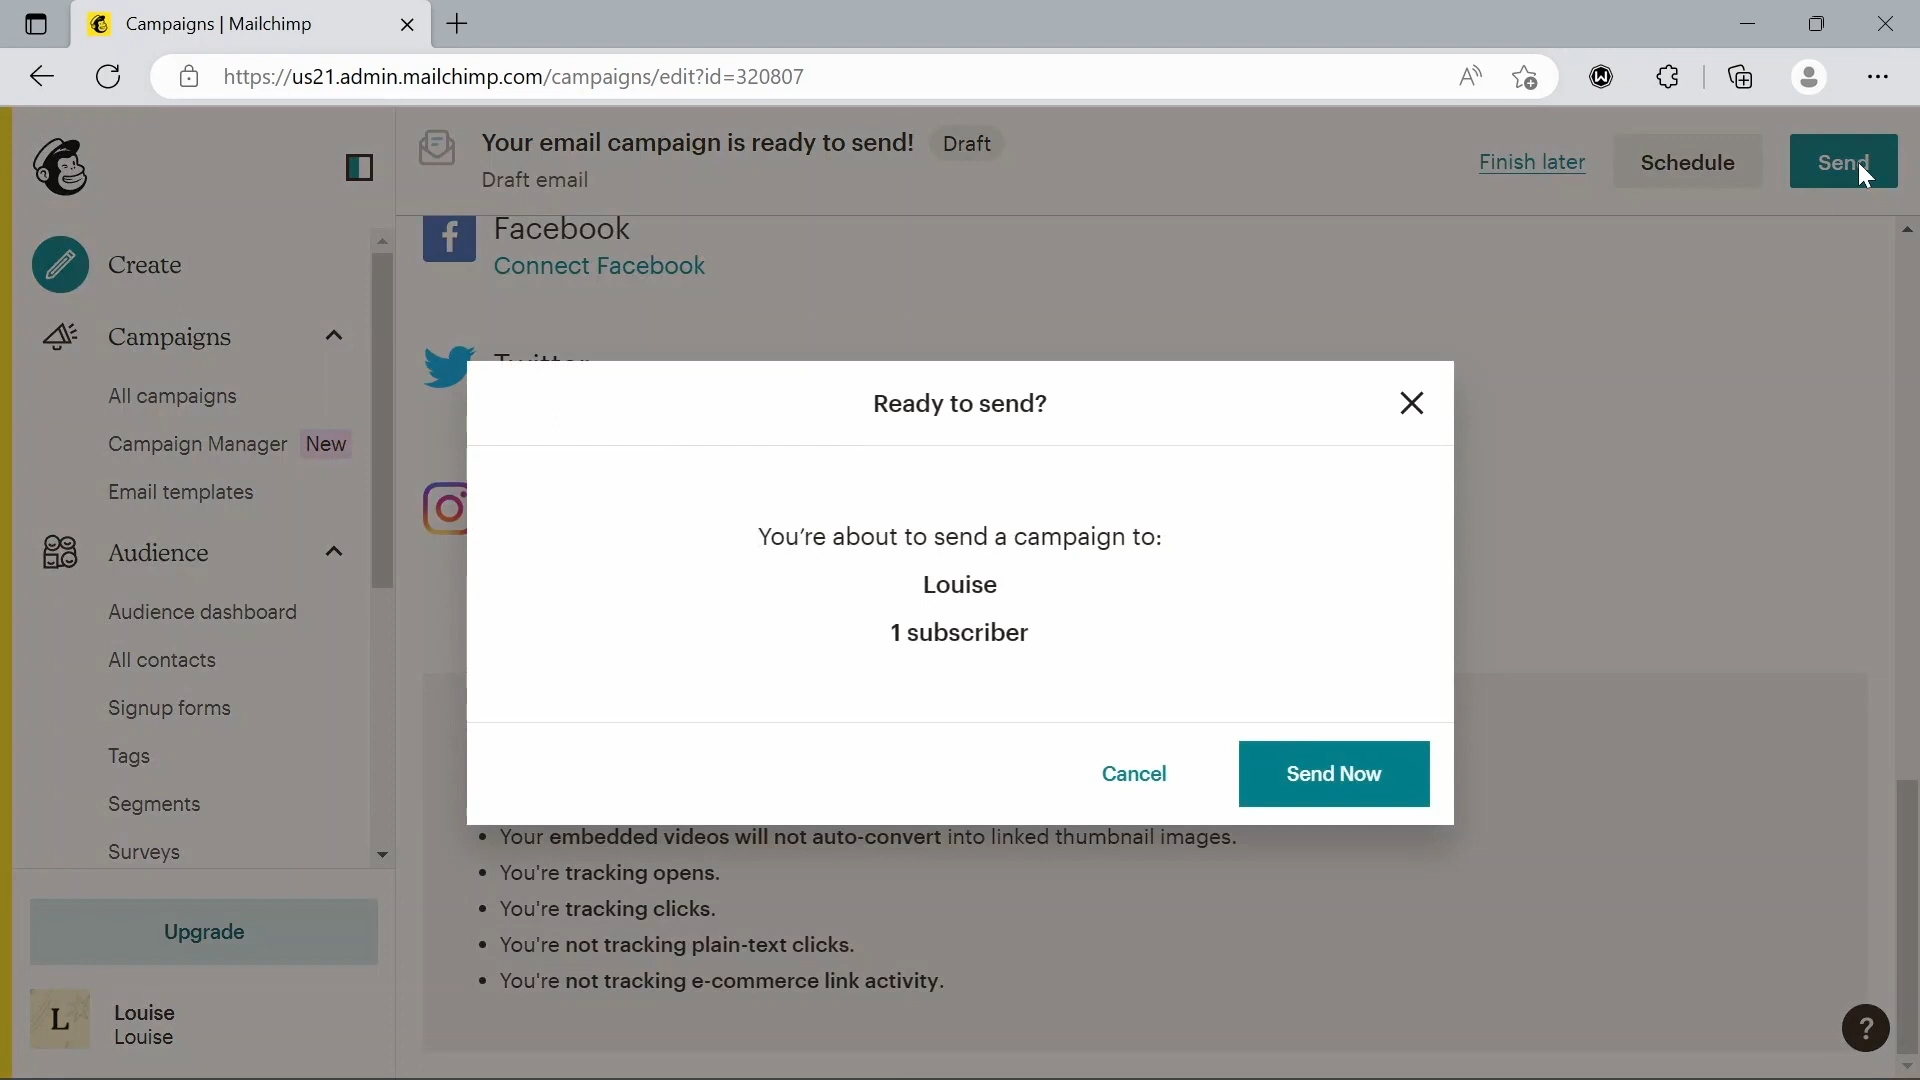 Campaigns | Mailchimp
https://us21.admin.mailchimp.com/campaigns/edit?id=320807
Your email campaign is ready to send! Draft
Draft email
Finish later
Schedule
Send
Create
Campaigns
All campaigns
Campaign Manager New
Email templates
Audience
Audience dashboard
All contacts
Signup forms
Tags
Segments
Surveys
Upgrade
L
Louise
Louise
Facebook
Connect Facebook
Twitter
Ready to send?
You're about to send a campaign to:
Louise
1 subscriber
Cancel
Send Now
• Your embedded videos will not auto-convert into linked thumbnail images.
• You're tracking opens.
• You're tracking clicks.
• You're not tracking plain-text clicks.
• You're not tracking e-commerce link activity.
?